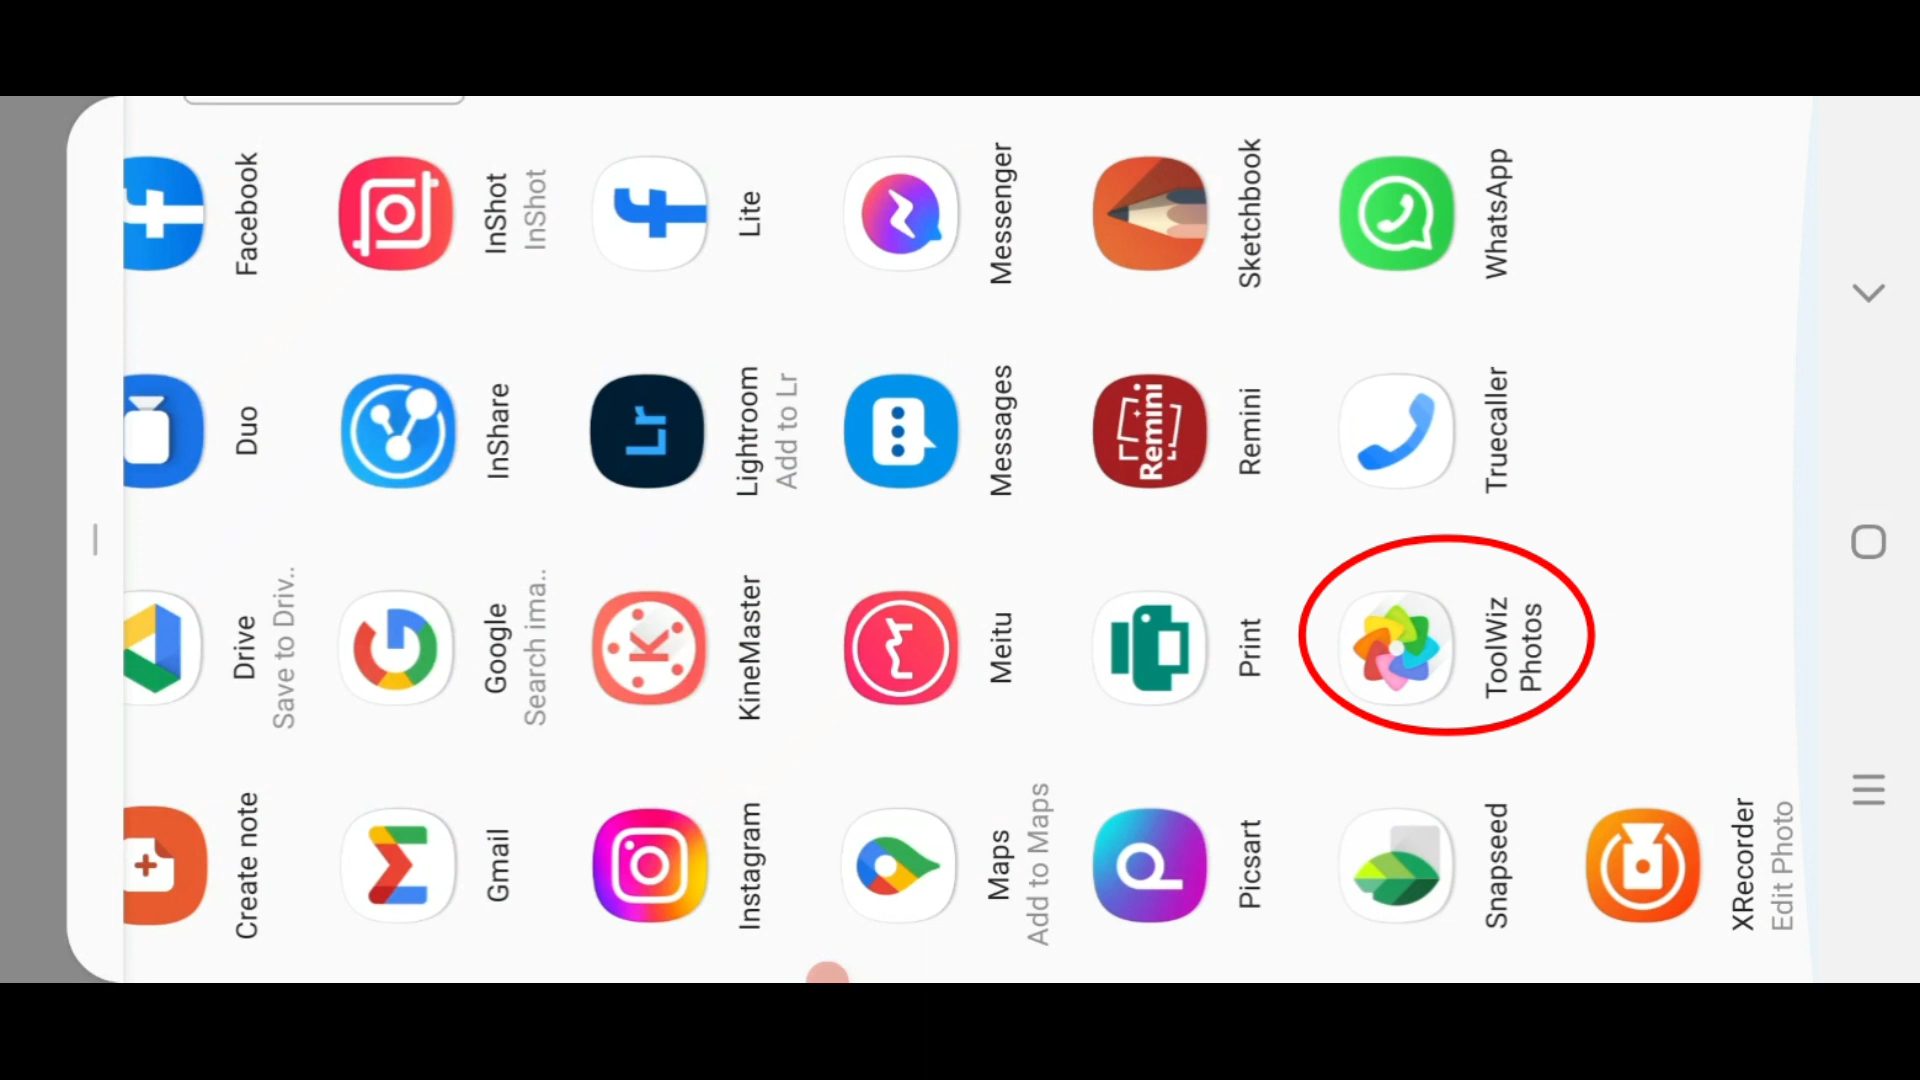 Create note
Drive
Save to Driv..
Duo
Facebook
Gmail
Google
Search ima..
InShare
InShot
InShot
Instagram
KineMaster
Lr
Lightroom
Add to Lr
Lite
Maps
Add to Maps
Meitu
Messages
Messenger
Picsart
Print
Remini
Remini
Sketchbook
Snapseed
ToolWiz
Photos
Truecaller
WhatsApp
XRecorder
Edit Photo